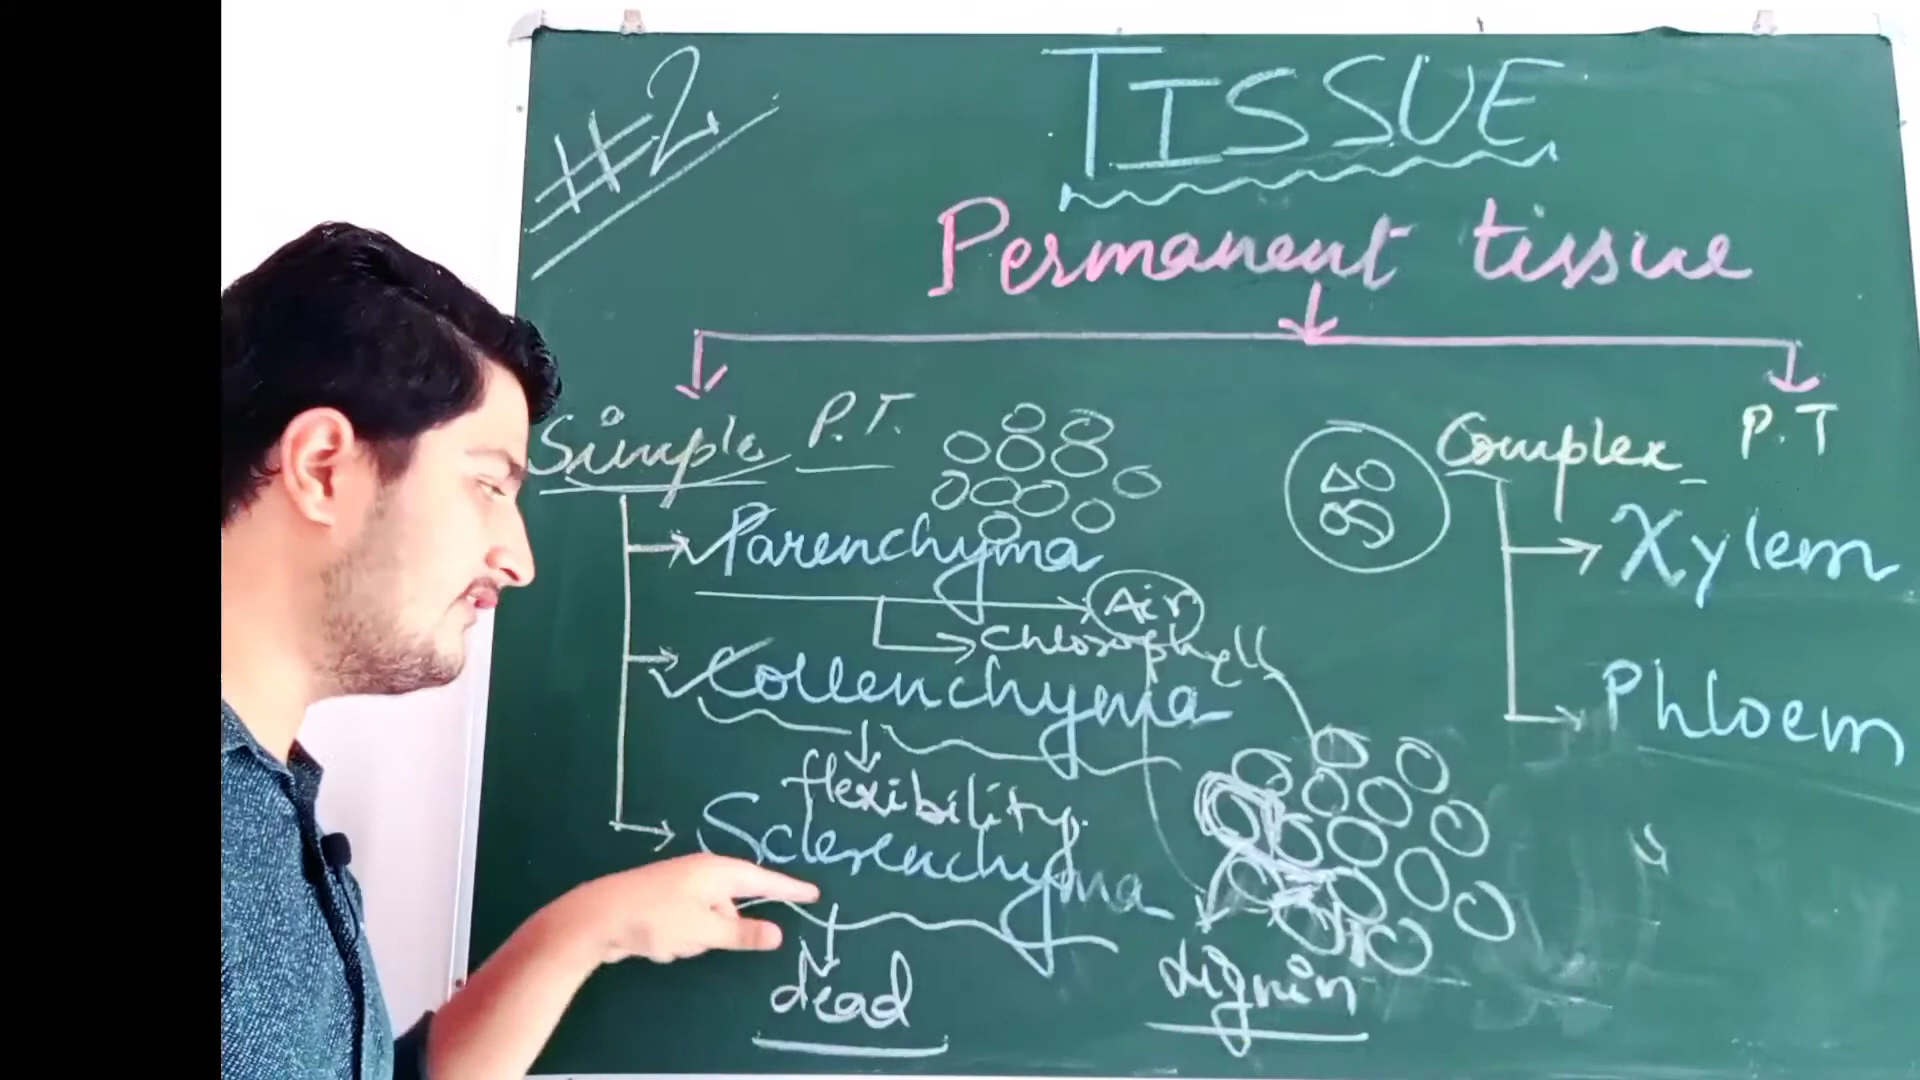 #2
TISSUE
Permanent tissue
Simple P.T.
Complex P.T
Parenchyma
Xylem
Air
Chlorophyll
Collenchyma
Phloem
flexibility
Sclerenchyma
dead
Lignin